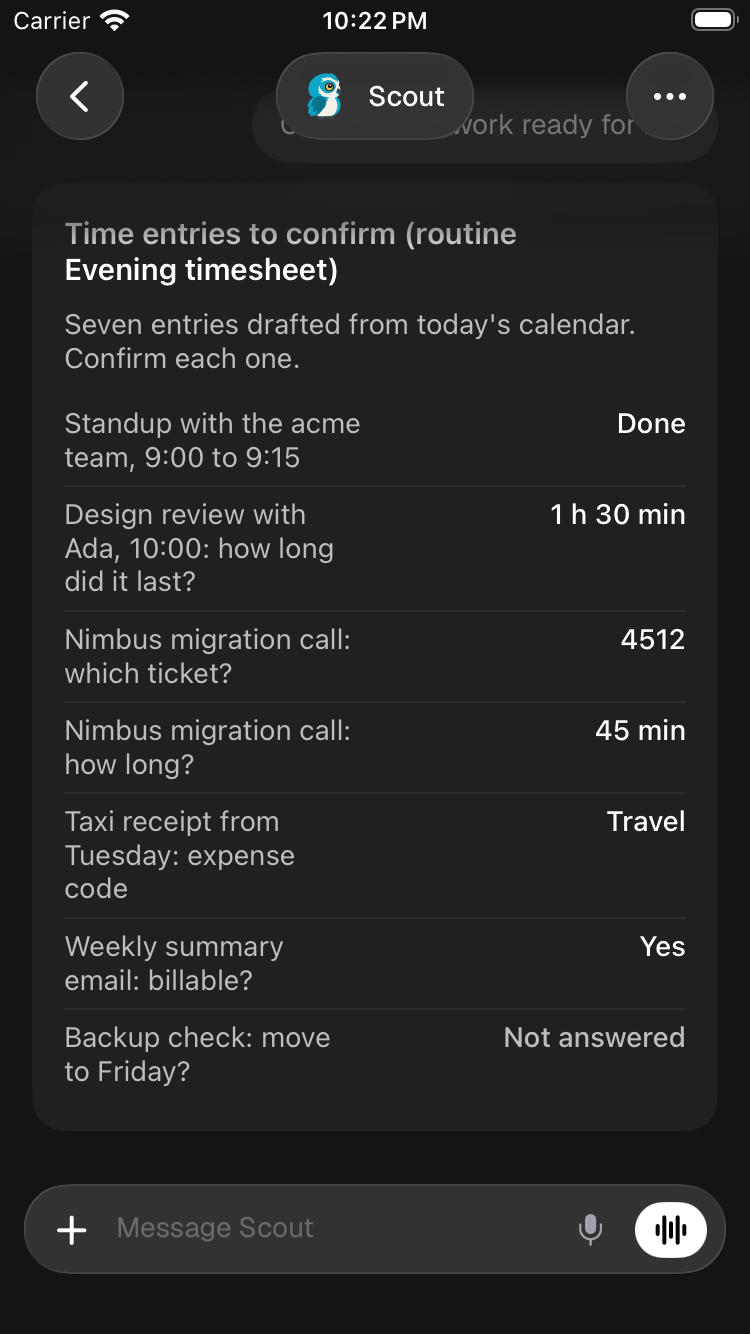 Carrier
10:22 PM
Scout
work ready for
Time entries to confirm (routine
Evening timesheet)
Seven entries drafted from today's calendar.
Confirm each one.
Standup with the acme
team, 9:00 to 9:15
Done
Design review with
Ada, 10:00: how long
did it last?
1 h 30 min
Nimbus migration call:
which ticket?
4512
Nimbus migration call:
how long?
45 min
Taxi receipt from
Tuesday: expense
code
Travel
Weekly summary
email: billable?
Yes
Backup check: move
to Friday?
Not answered
Message Scout